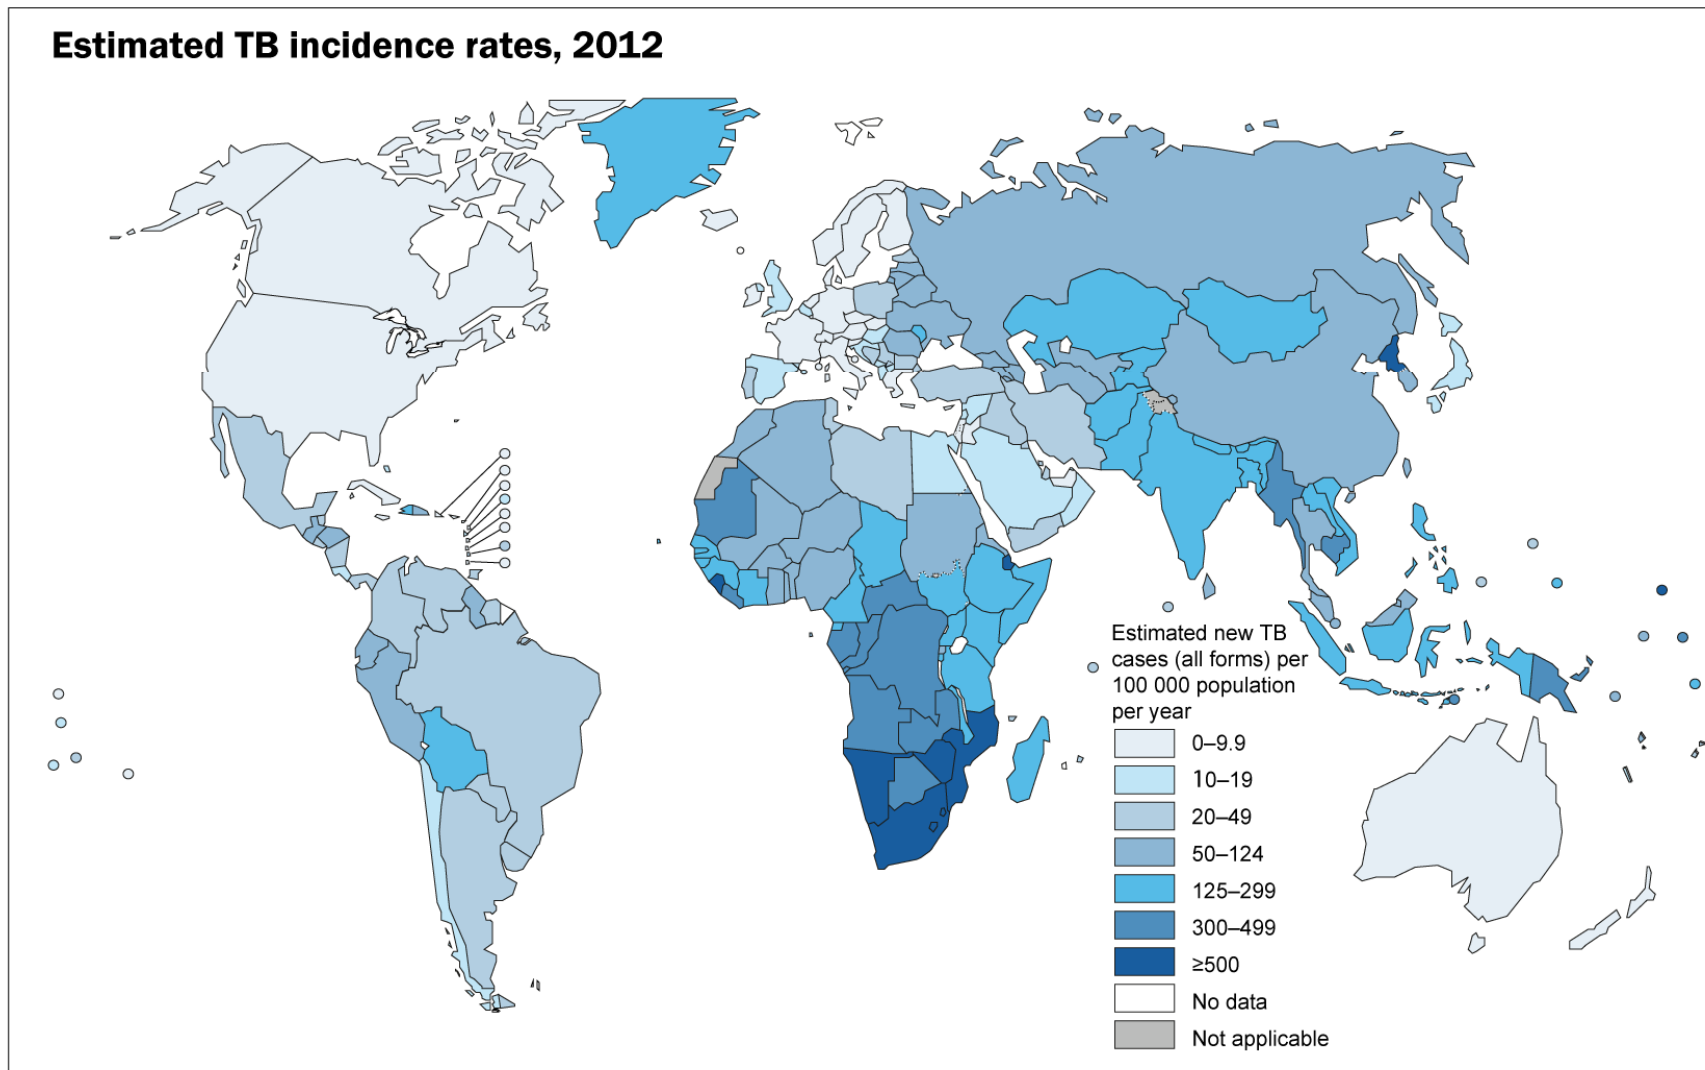 Estimated TB incidence rates, 2012
Estimated new TB
cases (all forms) per
100 000 population
per year
0–9.9
10–19
20–49
50–124
125–299
300–499
≥500
No data
Not applicable